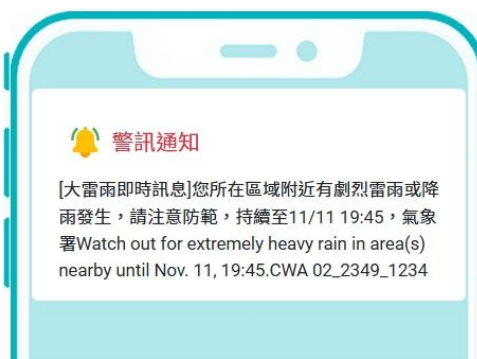 警訊通知
[大雷雨即時訊息]您所在區域附近有劇烈雷雨或降
雨發生，請注意防範，持續至11/11 19:45，氣象
署Watch out for extremely heavy rain in area(s)
nearby until Nov. 11, 19:45.CWA 02_2349_1234